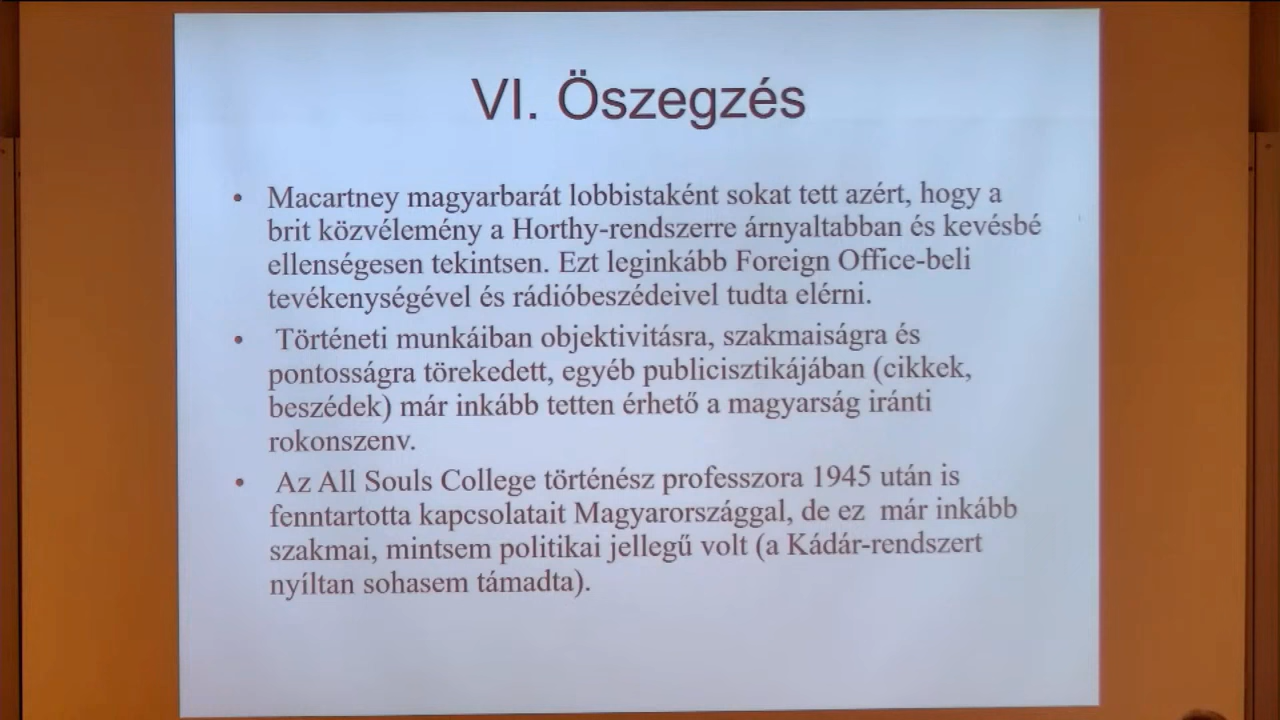 VI. Öszegzés
• Macartney magyarbarát lobbistaként sokat tett azért, hogy a
brit közvélemény a Horthy-rendszerre árnyaltabban és kevésbé
ellenségesen tekintsen. Ezt leginkább Foreign Office-beli
tevékenységével és rádióbeszédeivel tudta elérni.
• Történeti munkáiban objektivitásra, szakmaiságra és
pontosságra törekedett, egyéb publicisztikájában (cikkek,
beszédek) már inkább tetten érhető a magyarság iránti
rokonszenv.
• Az All Souls College történész professzora 1945 után is
fenntartotta kapcsolatait Magyarországgal, de ez már inkább
szakmai, mintsem politikai jellegű volt (a Kádár-rendszert
nyíltan sohasem támadta).